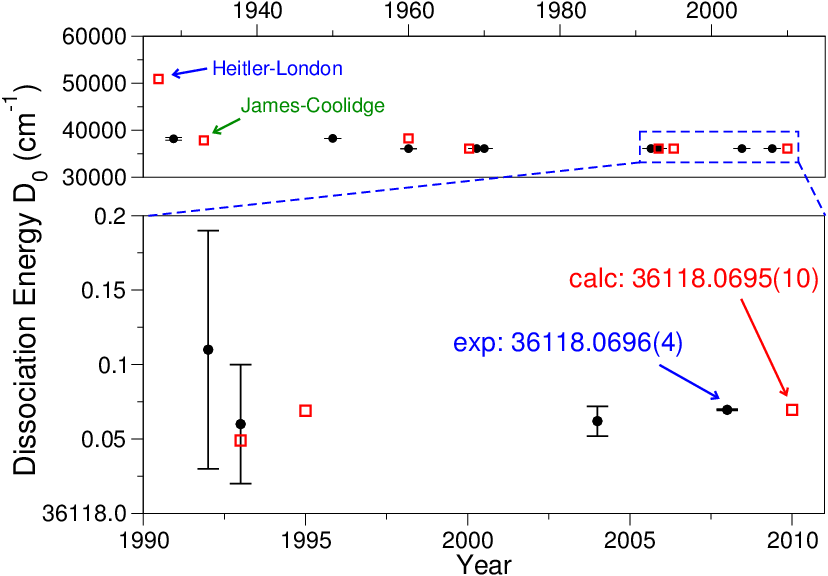 1940 1960 1980 2000
60000
50000
40000
30000
Heitler-London
James-Coolidge
Dissociation Energy D0 (cm-1)
0.2
0.15
0.1
0.05
36118.0
calc: 36118.0695(10)
exp: 36118.0696(4)
1990 1995 2000 2005 2010
Year